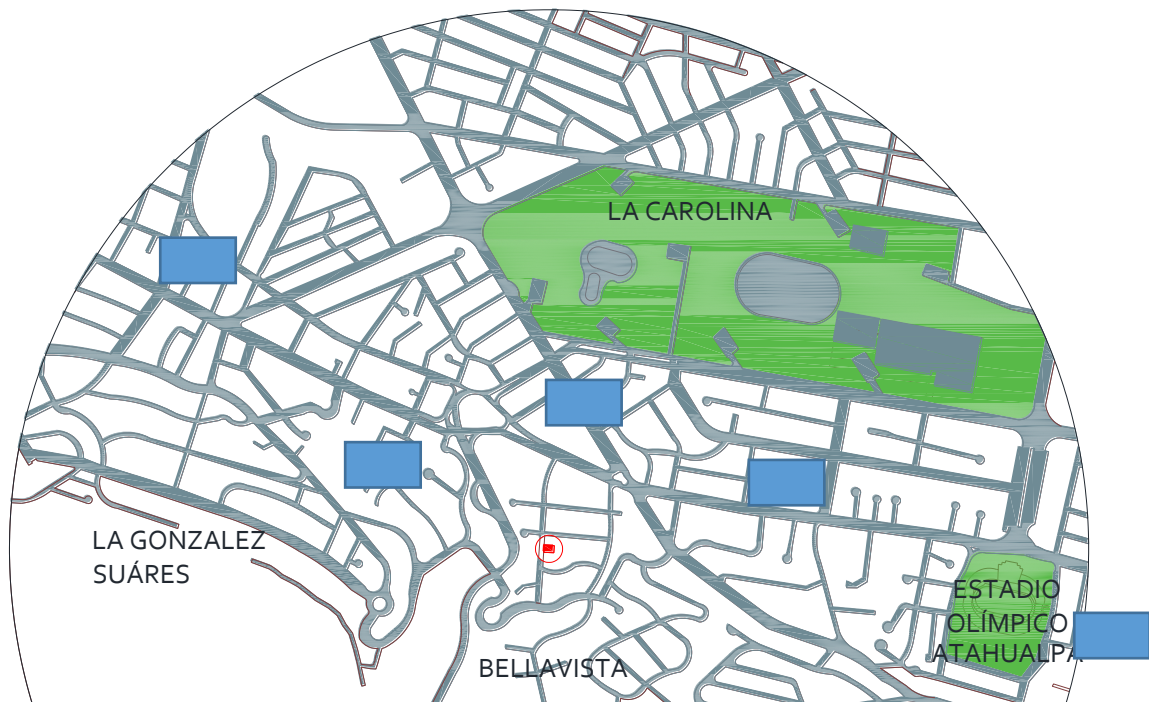 LA CAROLINA
LA GONZALEZ
SUÁRES
ESTADIO
OLÍMPICO
ATAHUALPA
BELLAVISTA